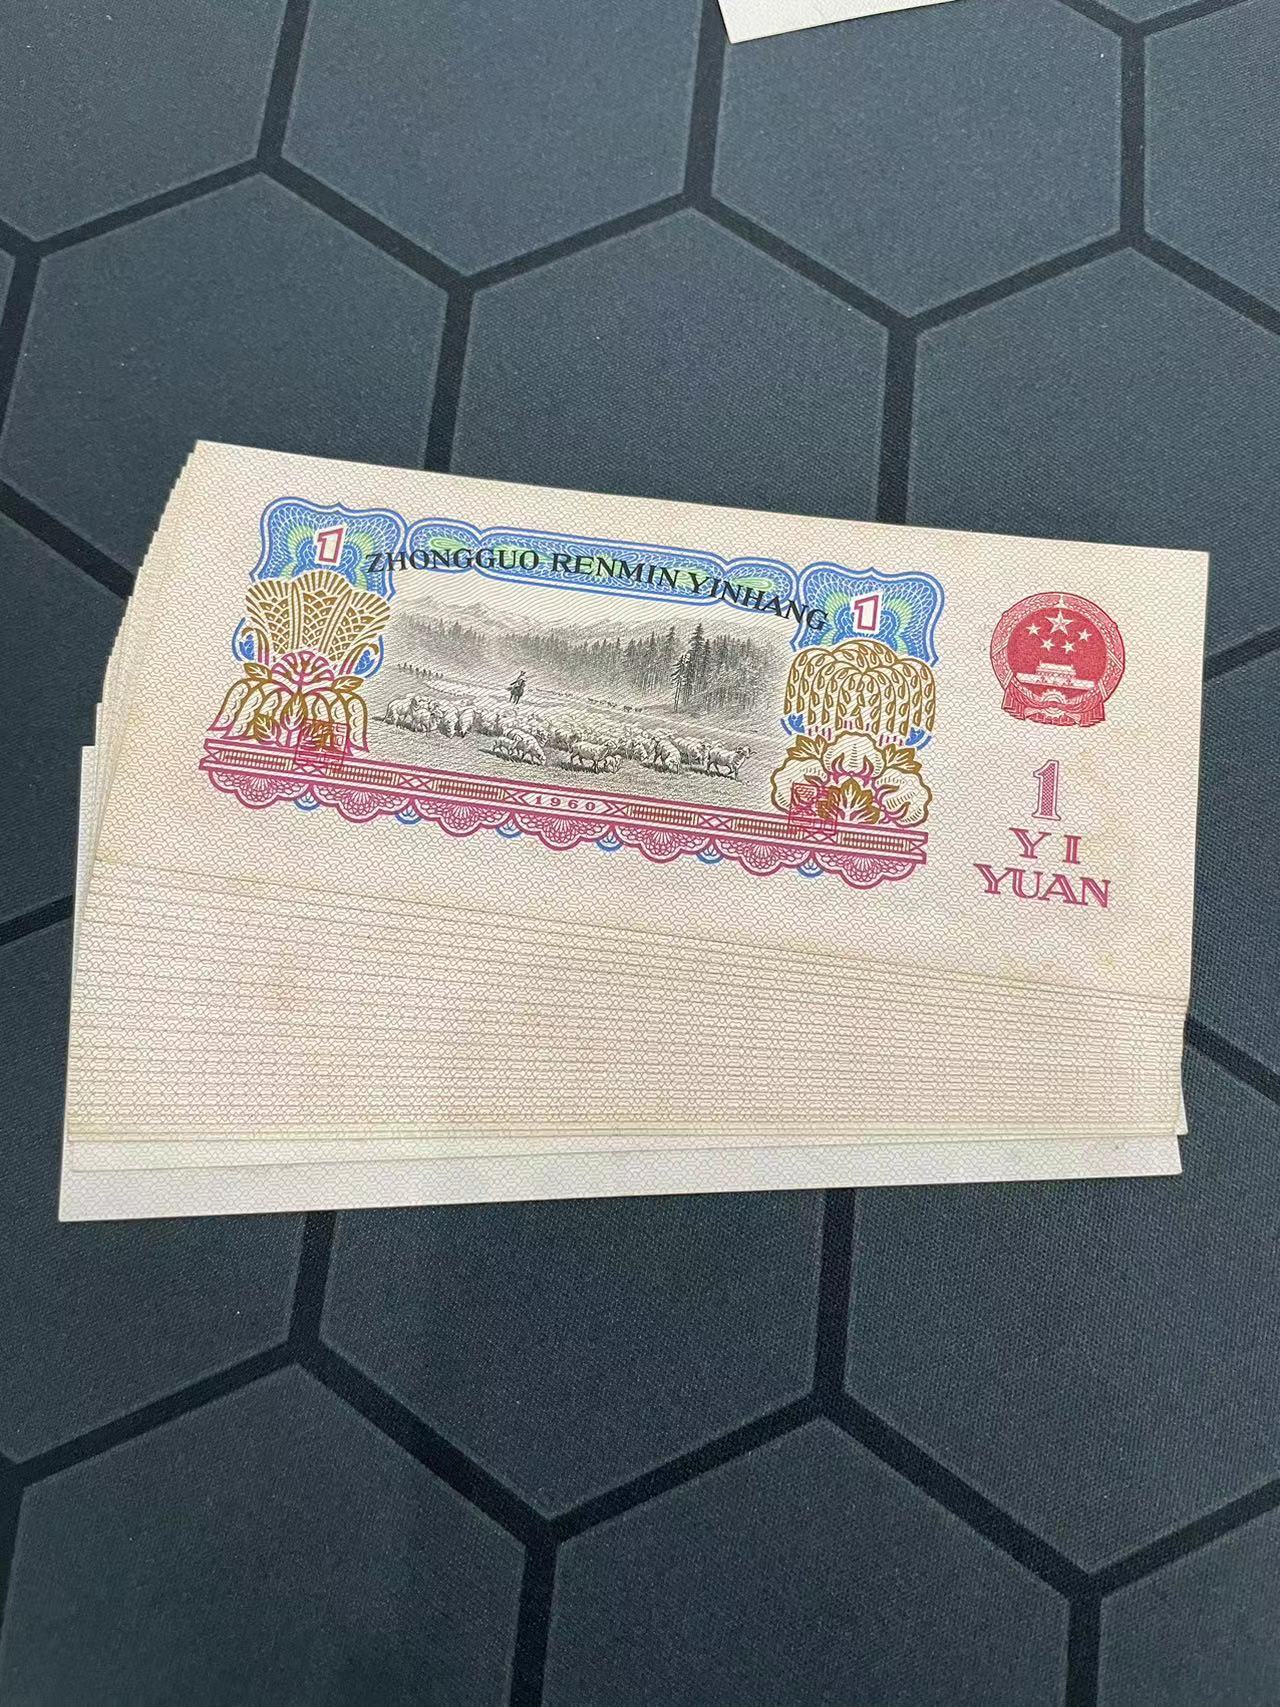 1
ZHONGGUO RENMIN YINHANG
1
1960
1
YI
YUAN